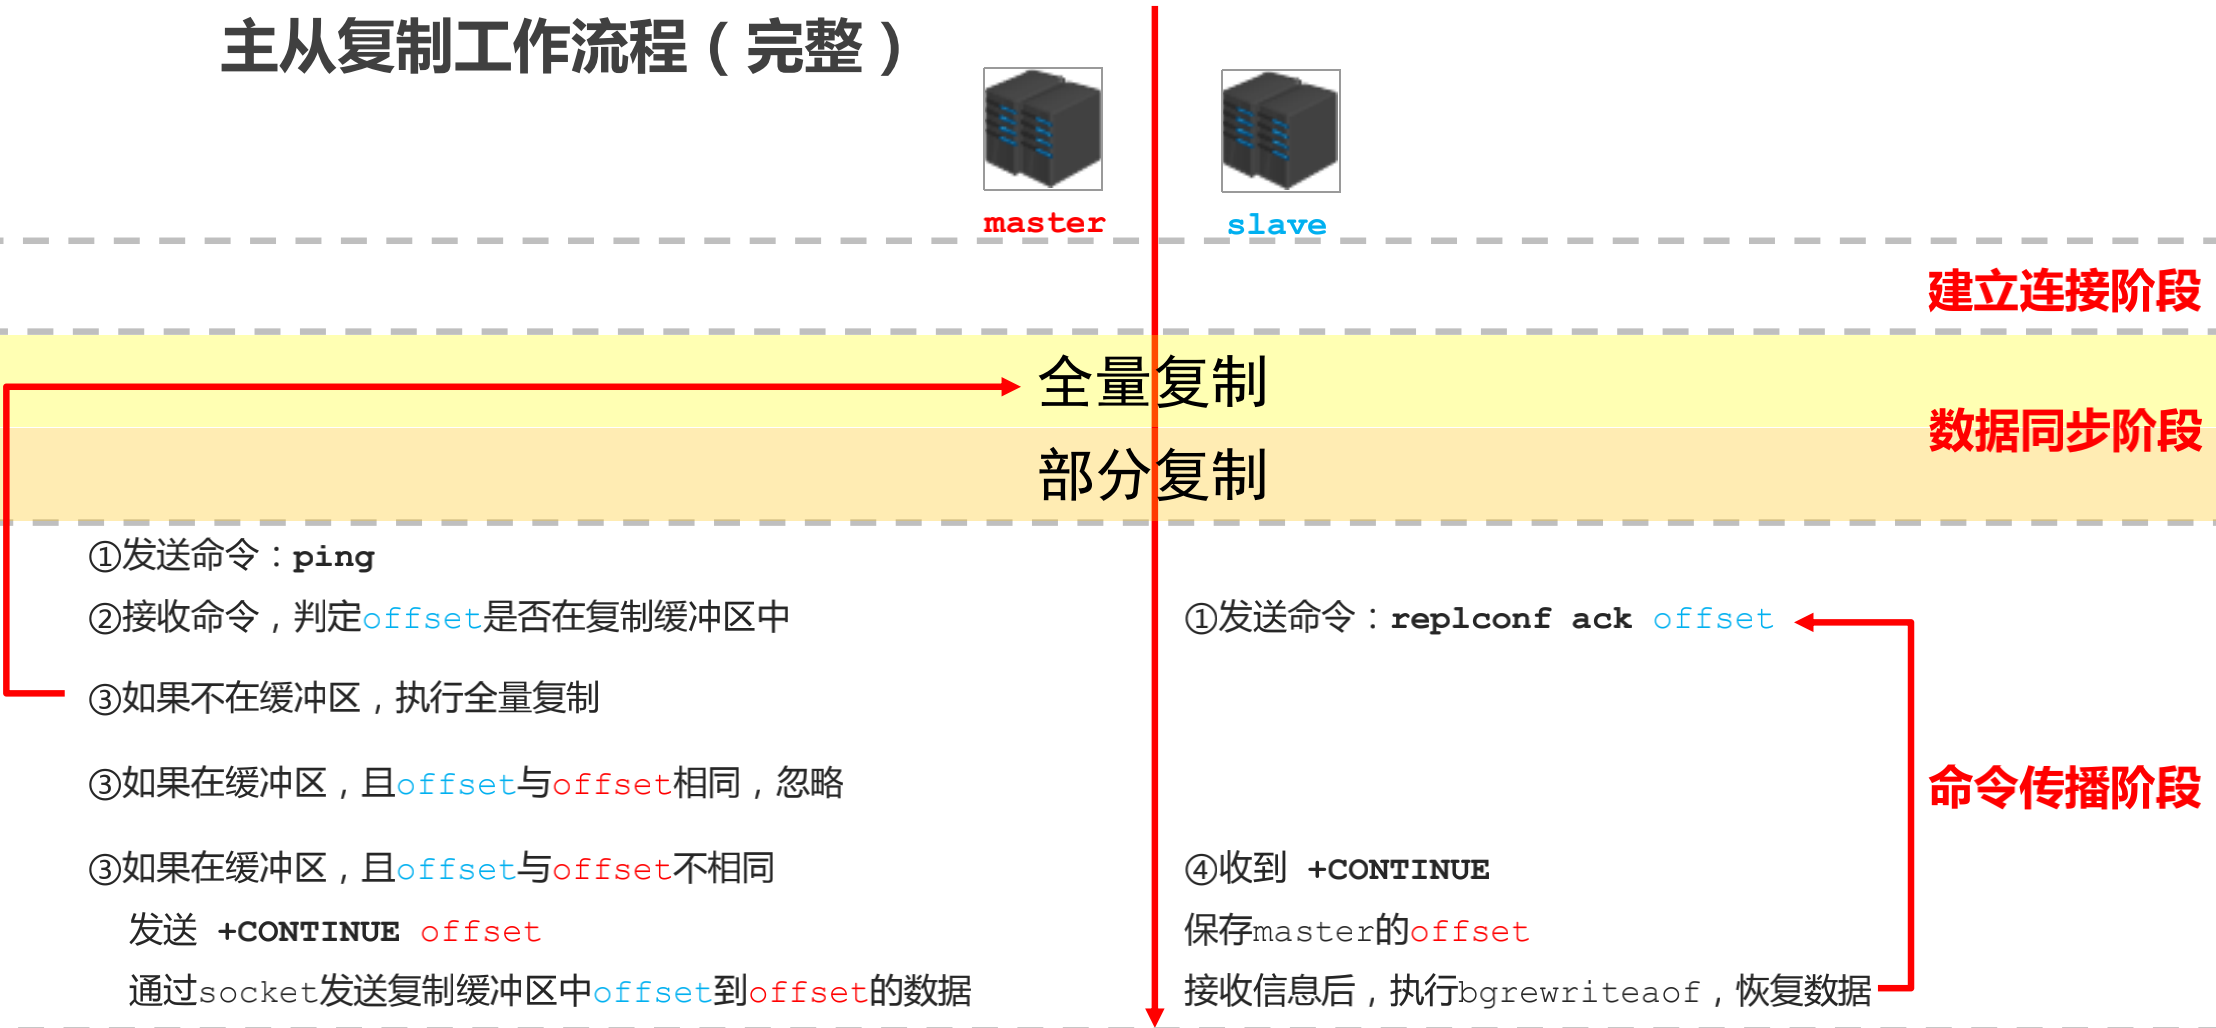 主从复制工作流程（完整）
master
slave
建立连接阶段
全量复制
数据同步阶段
部分复制
①发送命令：ping
②接收命令，判定offset是否在复制缓冲区中
①发送命令：replconf ack offset
③如果不在缓冲区，执行全量复制
③如果在缓冲区，且offset与offset相同，忽略
命令传播阶段
③如果在缓冲区，且offset与offset不相同
发送 +CONTINUE offset
通过socket发送复制缓冲区中offset到offset的数据
④收到 +CONTINUE
保存master的offset
接收信息后，执行bgrewriteaof，恢复数据